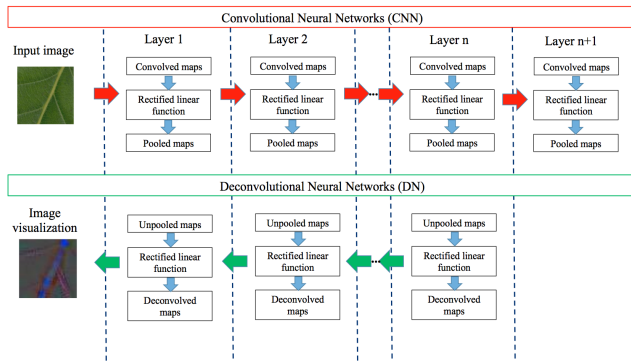 Convolutional Neural Networks (CNN)
Input image
Layer 1
Layer 2
Layer n
Layer n+1
Convolved maps
Convolved maps
Convolved maps
Convolved maps
Rectified linear
function
Rectified linear
function
Rectified linear
function
Rectified linear
function
Pooled maps
Pooled maps
Pooled maps
Pooled maps
Deconvolutional Neural Networks (DN)
Image
visualization
Unpooled maps
Unpooled maps
Unpooled maps
Rectified linear
function
Rectified linear
function
Rectified linear
function
Deconvolved
maps
Deconvolved
maps
Deconvolved
maps